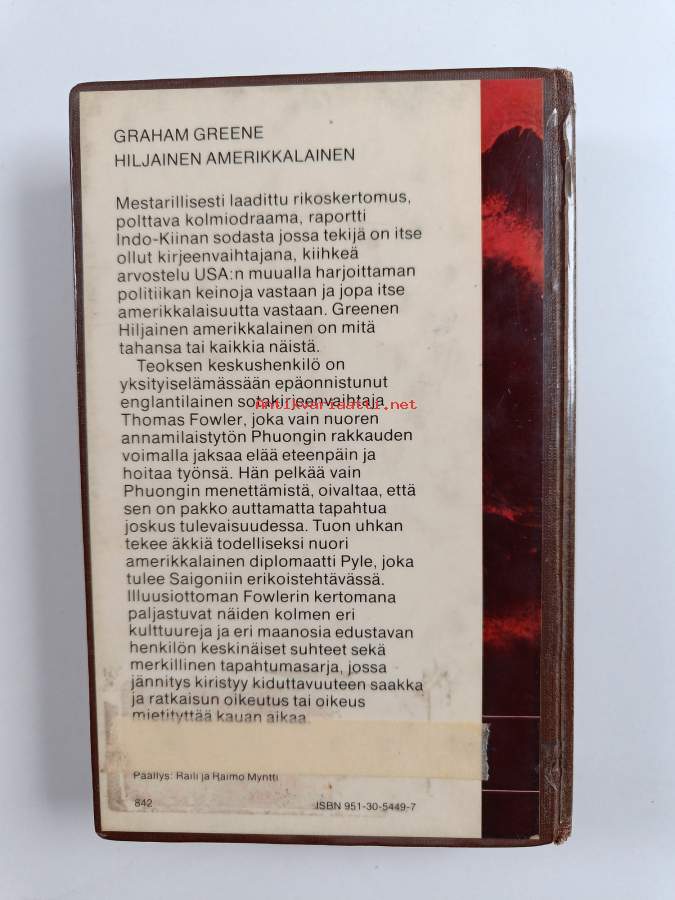 GRAHAM GREENE
HILJAINEN AMERIKKALAINEN
Mestarillisesti laadittu rikoskertomus,
polttava kolmiodraama, raportti
Indo-Kiinan sodasta jossa tekijä on itse
ollut kirjeenvaihtajana, kiihkeä
arvostelu USA:n muualla harjoittaman
politiikan keinoja vastaan ja jopa itse
amerikkalaisuutta vastaan. Greenen
Hiljainen amerikkalainen on mitä
tahansa tai kaikkia näistä.
Teoksen keskushenkilö on
yksityiselämässään epäonnistunut
englantilainen sotakirjeenvaihtaja
Antikvariaatti.net
Thomas Fowler, joka vain nuoren
annamilaistytön Phuongin rakkauden
voimalla jaksaa elää eteenpäin ja
hoitaa työnsä. Hän pelkää vain
Phuongin menettämistä, oivaltaa, että
sen on pakko auttamatta tapahtua
joskus tulevaisuudessa. Tuon uhkan
tekee äkkiä todelliseksi nuori
amerikkalainen diplomaatti Pyle, joka
tulee Saigoniin erikoistehtävässä.
Illuusiottoman Fowlerin kertomana
paljastuvat näiden kolmen eri
kulttuureja ja eri maanosia edustavan
henkilön keskinäiset suhteet sekä
merkillinen tapahtumasarja, jossa
jännitys kiristyy kiduttavuuteen saakka
ja ratkaisun oikeutus tai oikeus
mietityttää kauan aikaa.
Päällys: Raili ja Raimo Myntti
842
ISBN 951-30-5449-7